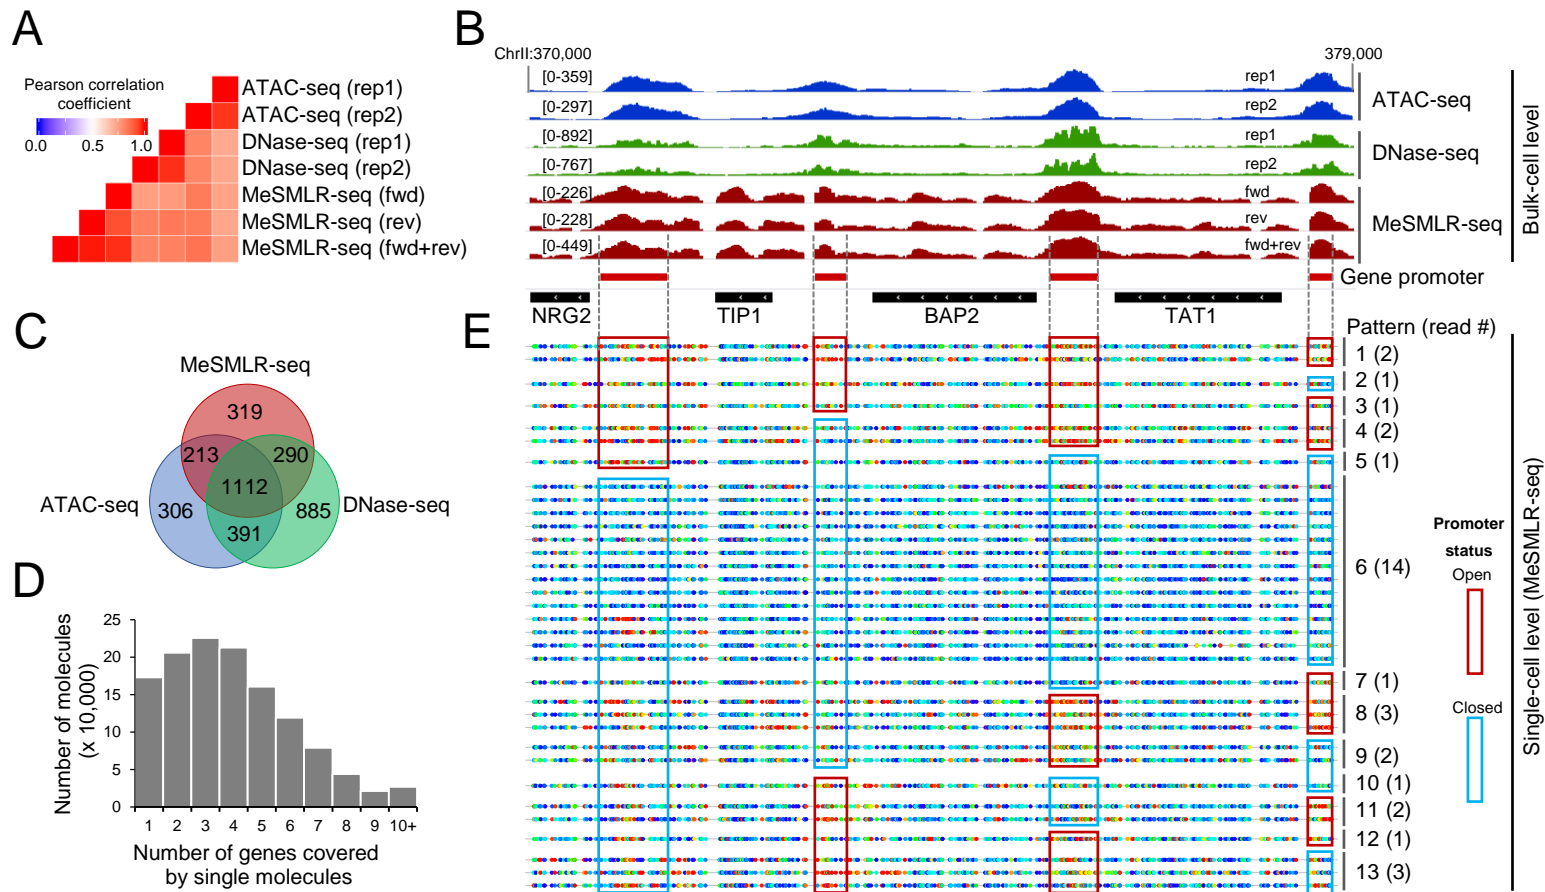 A
Pearson correlation
coefficient
0.0 0.5 1.0
ATAC-seq (rep1)
ATAC-seq (rep2)
DNase-seq (rep1)
DNase-seq (rep2)
MeSMLR-seq (fwd)
MeSMLR-seq (rev)
MeSMLR-seq (fwd+rev)
B
ChrII:370,000 379,000
[0-359] rep1
[0-297] rep2
ATAC-seq
[0-892] rep1
[0-767] rep2
DNase-seq
[0-226] fwd
[0-228] rev
[0-449] fwd+rev
MeSMLR-seq
Bulk-cell level
Gene promoter
NRG2 TIP1 BAP2 TAT1
C
MeSMLR-seq
319
213 290
1112
ATAC-seq 306 885 DNase-seq
391
D
Number of molecules
(x 10,000)
25
20
15
10
5
0
1 2 3 4 5 6 7 8 9 10+
Number of genes covered
by single molecules
E
Pattern (read #)
1 (2)
2 (1)
3 (1)
4 (2)
5 (1)
6 (14)
7 (1)
8 (3)
9 (2)
10 (1)
11 (2)
12 (1)
13 (3)
Promoter
status
Open
Closed
Single-cell level (MeSMLR-seq)